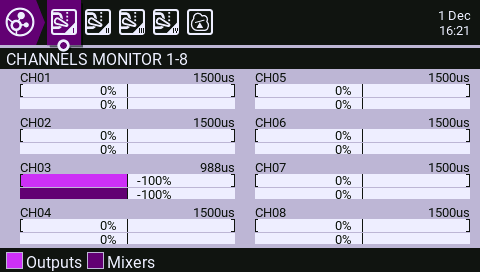 1 Dec
16:21
CHANNELS MONITOR 1-8
CH01 1500us
0%
0%
CH02 1500us
0%
0%
CH03 988us
-100%
-100%
CH04 1500us
0%
0%
CH05 1500us
0%
0%
CH06 1500us
0%
0%
CH07 1500us
0%
0%
CH08 1500us
0%
0%
Outputs Mixers